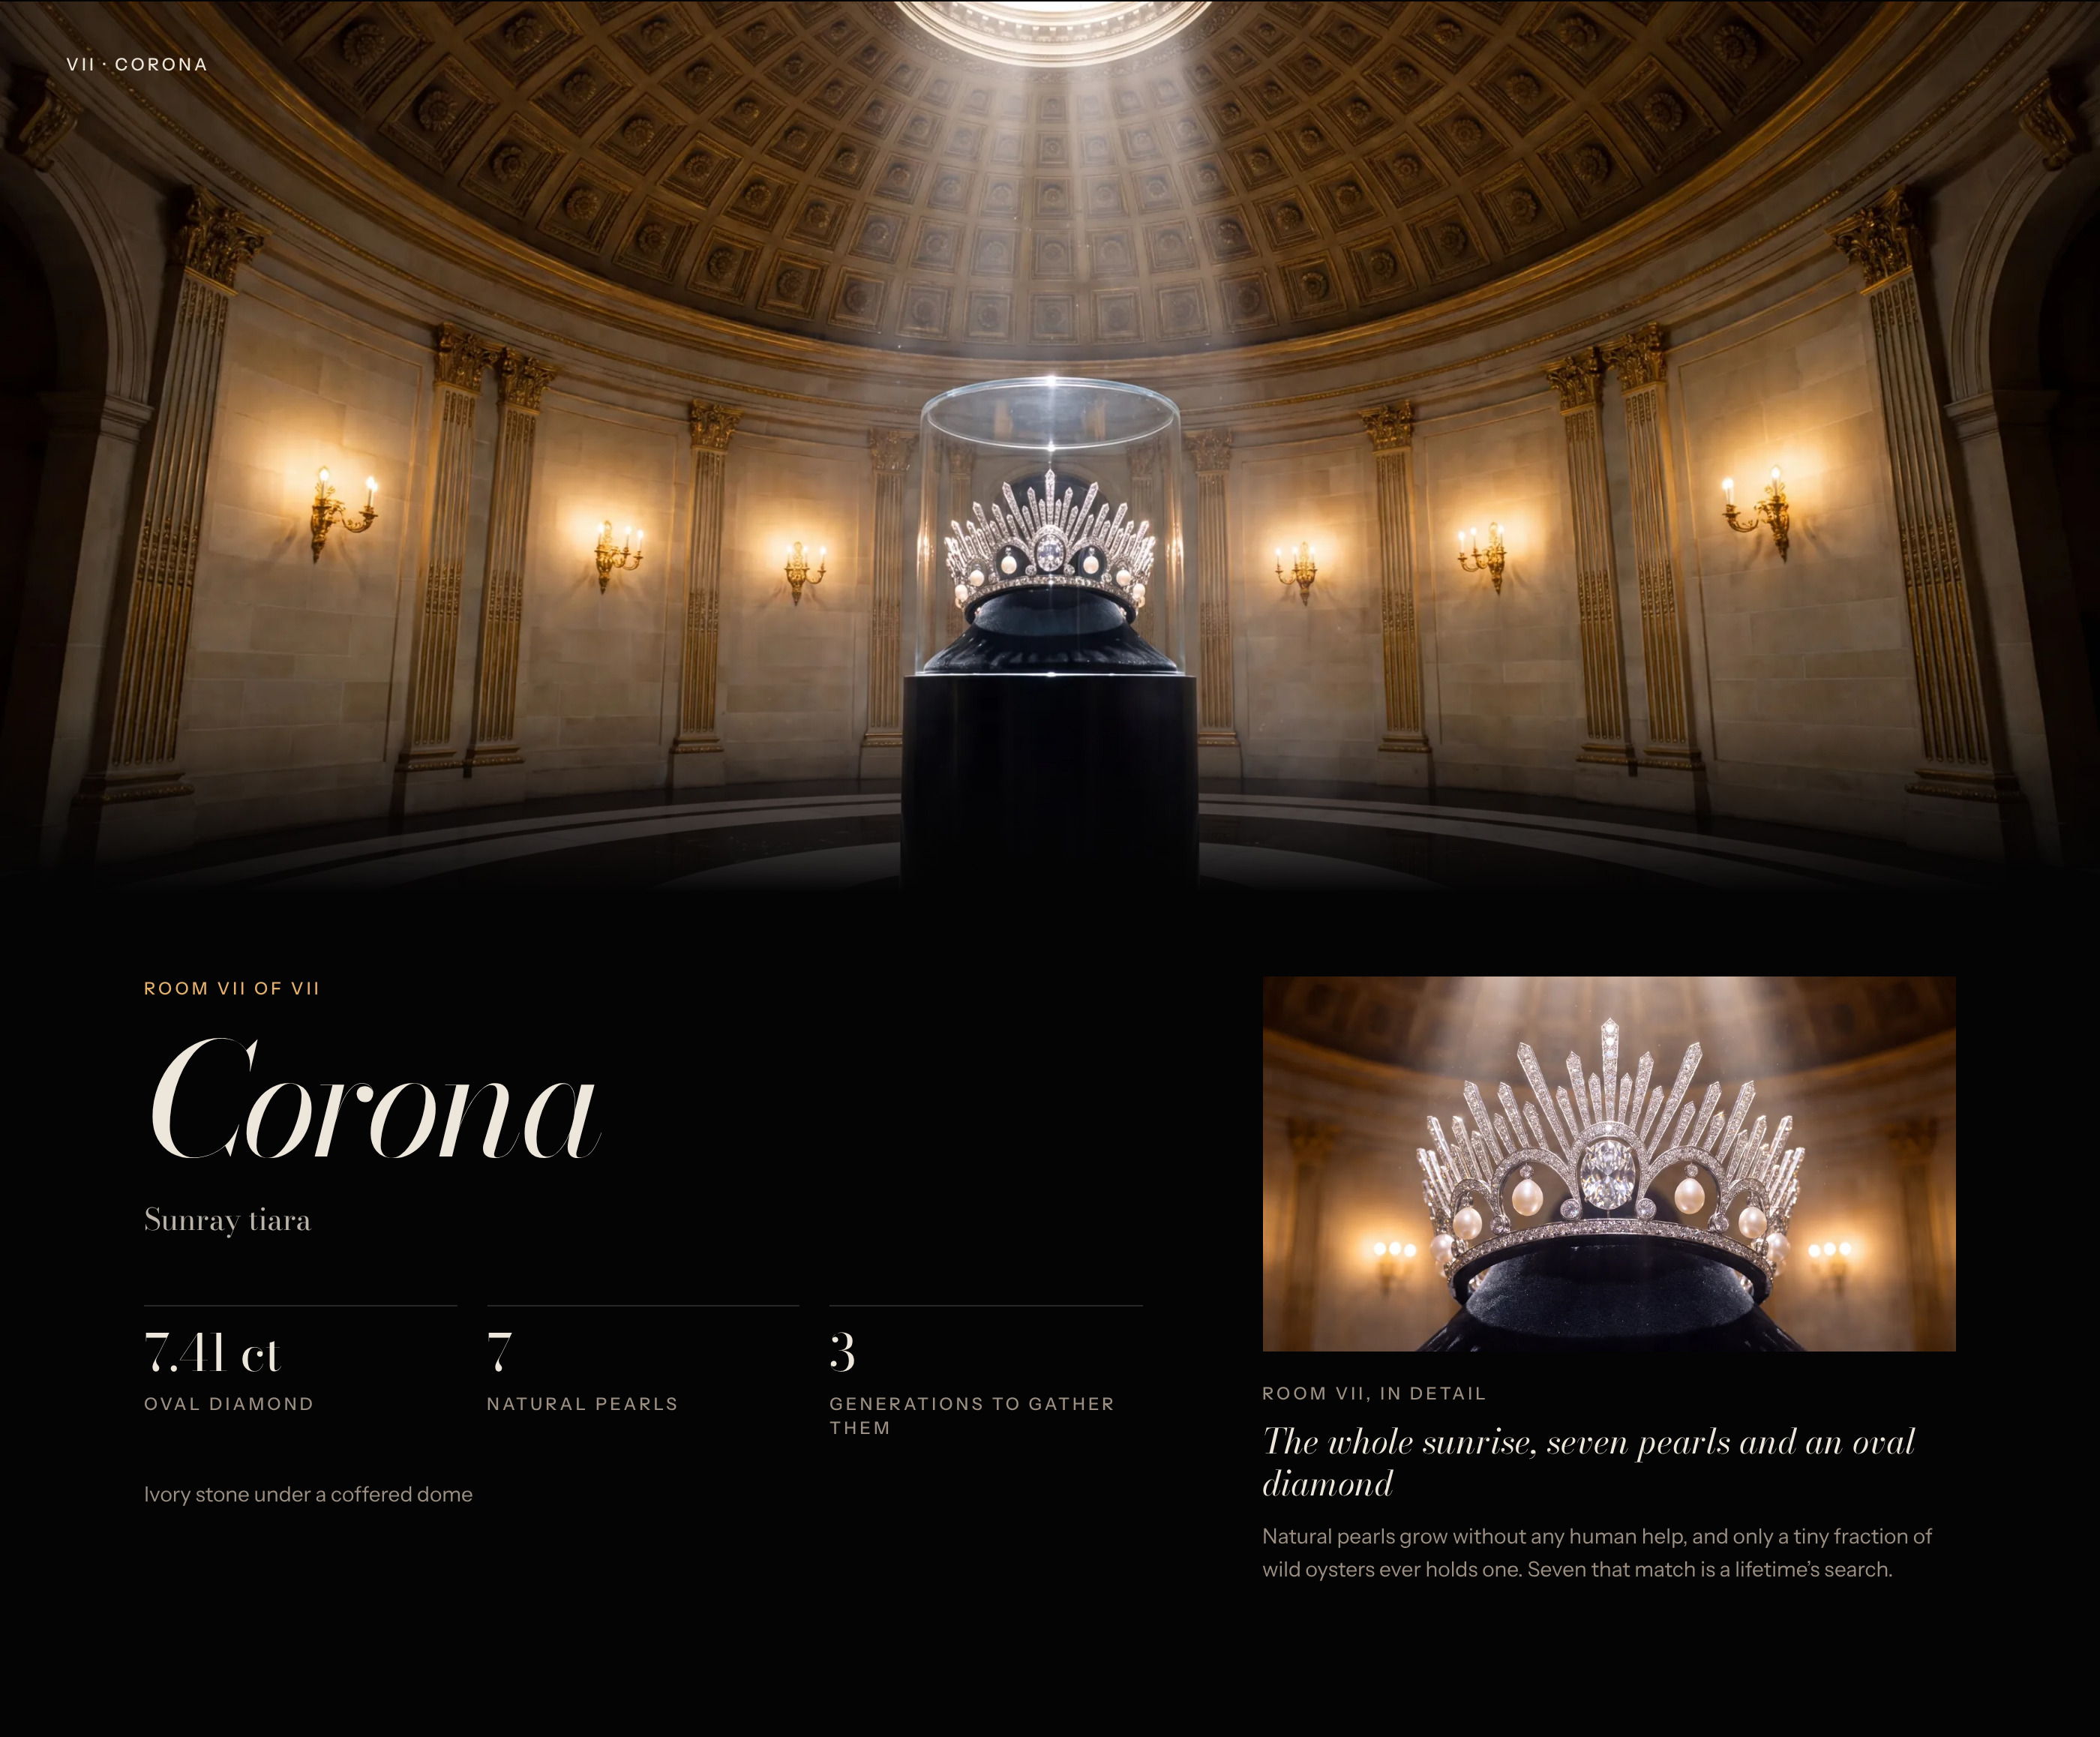 VII · CORONA
ROOM VII OF VII
Corona
Sunray tiara
7.41 ct
OVAL DIAMOND
7
NATURAL PEARLS
3
GENERATIONS TO GATHER
THEM
Ivory stone under a coffered dome
ROOM VII, IN DETAIL
The whole sunrise, seven pearls and an oval
diamond
Natural pearls grow without any human help, and only a tiny fraction of
wild oysters ever holds one. Seven that match is a lifetime’s search.